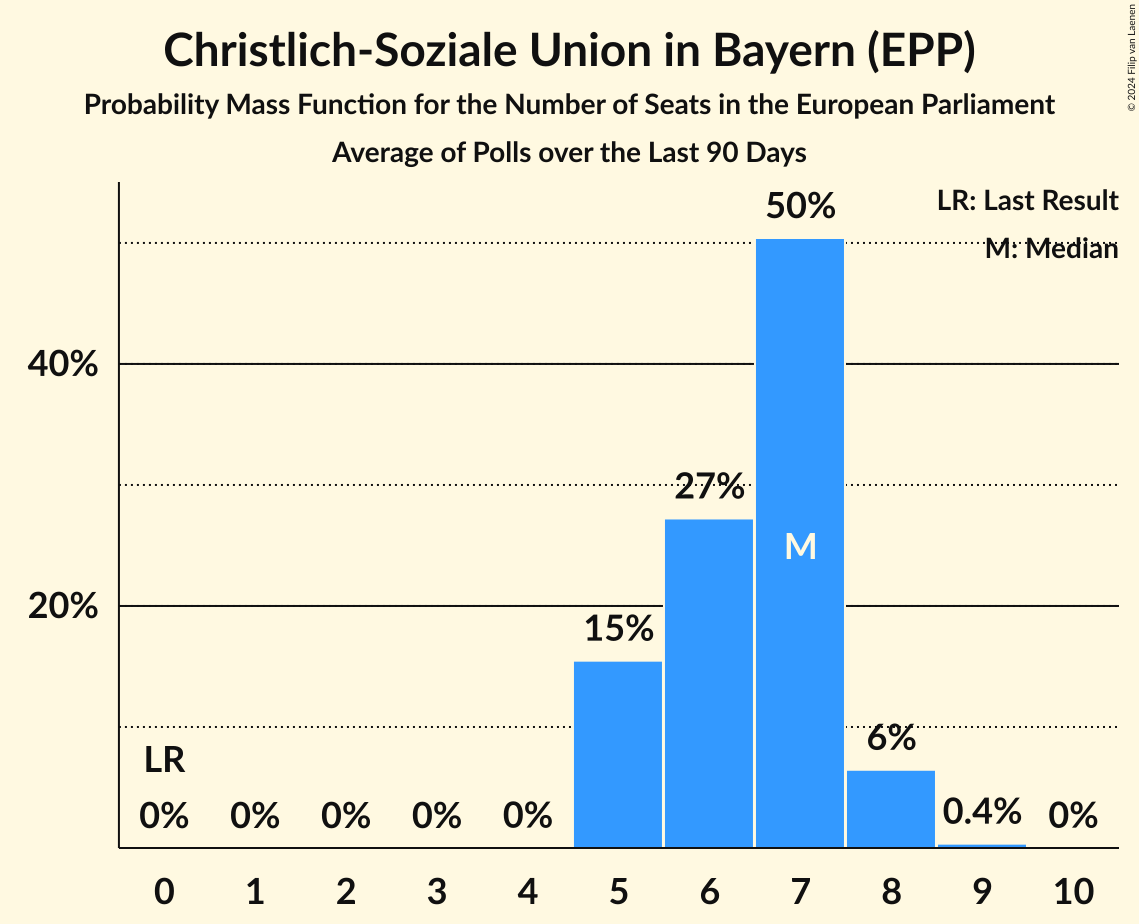 Christlich-Soziale Union in Bayern (EPP)
Probability Mass Function for the Number of Seats in the European Parliament
Average of Polls over the Last 90 Days
© 2024 Filip van Laenen
LR: Last Result
M: Median
50%
40%
27%
M
20%
15%
6%
LR
0% 0% 0% 0% 0% 0.4% 0%
0 1 2 3 4 5 6 7 8 9 10